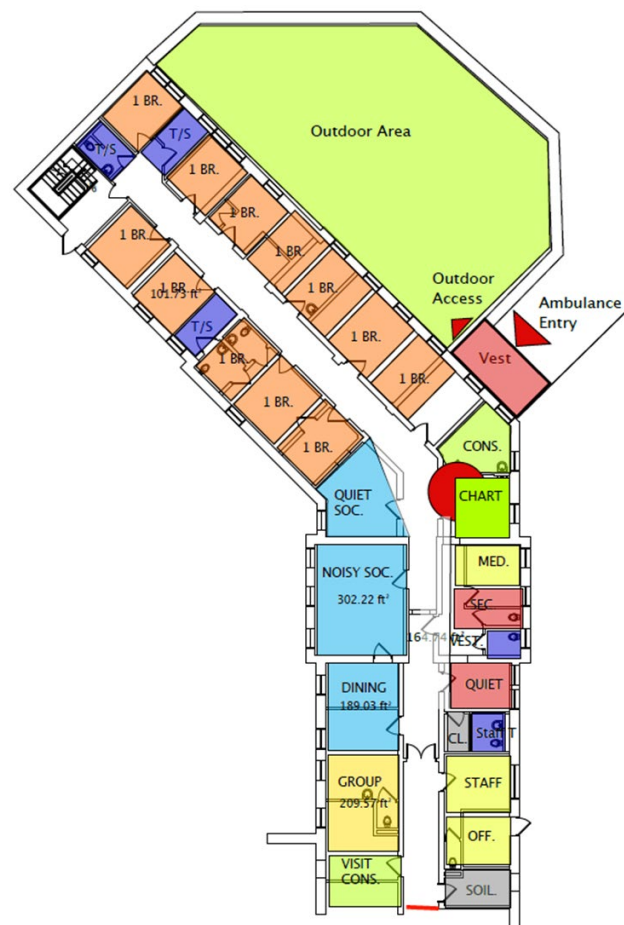 1 BR.
T/S
T/S
Outdoor Area
1 BR.
1 BR.
1 BR.
1 BR.
1 BR.
101.73 ft²
T/S
1 BR.
1 BR.
1 BR.
1 BR.
1 BR.
1 BR.
Outdoor
Access
Ambulance
Entry
Vest
CONS.
QUIET
SOC.
CHART
NOISY SOC.
302.22 ft²
MED.
SEC
164.74 ft²
VEST.
DINING
189.03 ft²
QUIET
CL.
Staff T
GROUP
209.57 ft²
STAFF
OFF.
VISIT
CONS.
SOIL.